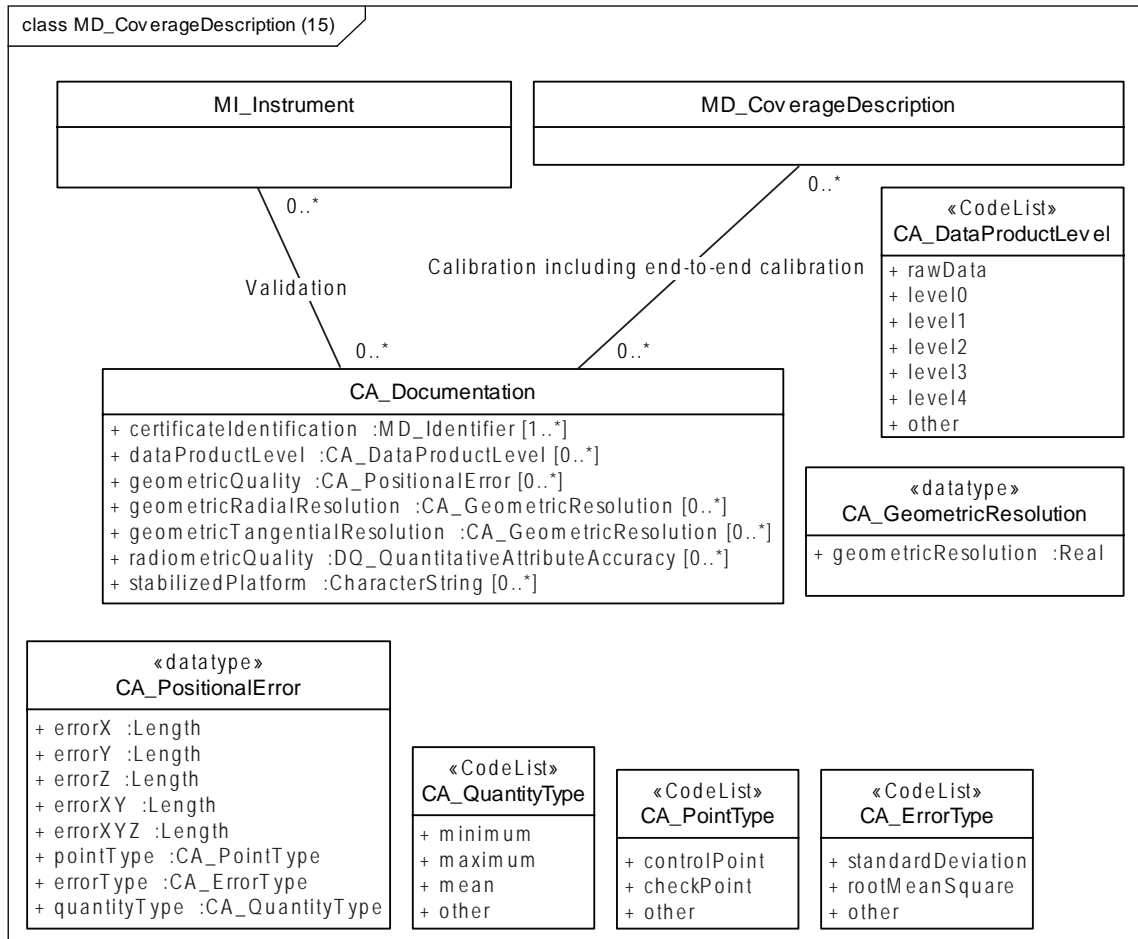 class MD_CoverageDescription (15)
MI_Instrument
MD_CoverageDescription
0..*
0..*
«CodeList»
CA_DataProductLevel
+ rawData
+ level0
+ level1
+ level2
+ level3
+ level4
+ other
Calibration including end-to-end calibration
Validation
0..*
0..*
CA_Documentation
+ certificateIdentification :MD_Identifier [1..*]
+ dataProductLevel :CA_DataProductLevel [0..*]
+ geometricQuality :CA_PositionalError [0..*]
+ geometricRadialResolution :CA_GeometricResolution [0..*]
+ geometricTangentialResolution :CA_GeometricResolution [0..*]
+ radiometricQuality :DQ_QuantitativeAttributeAccuracy [0..*]
+ stabilizedPlatform :CharacterString [0..*]
«datatype»
CA_GeometricResolution
+ geometricResolution :Real
«datatype»
CA_PositionalError
+ errorX :Length
+ errorY :Length
+ errorZ :Length
+ errorXY :Length
+ errorXYZ :Length
+ pointType :CA_PointType
+ errorType :CA_ErrorType
+ quantityType :CA_QuantityType
«CodeList»
CA_QuantityType
+ minimum
+ maximum
+ mean
+ other
«CodeList»
CA_PointType
+ controlPoint
+ checkPoint
+ other
«CodeList»
CA_ErrorType
+ standardDeviation
+ rootMeanSquare
+ other